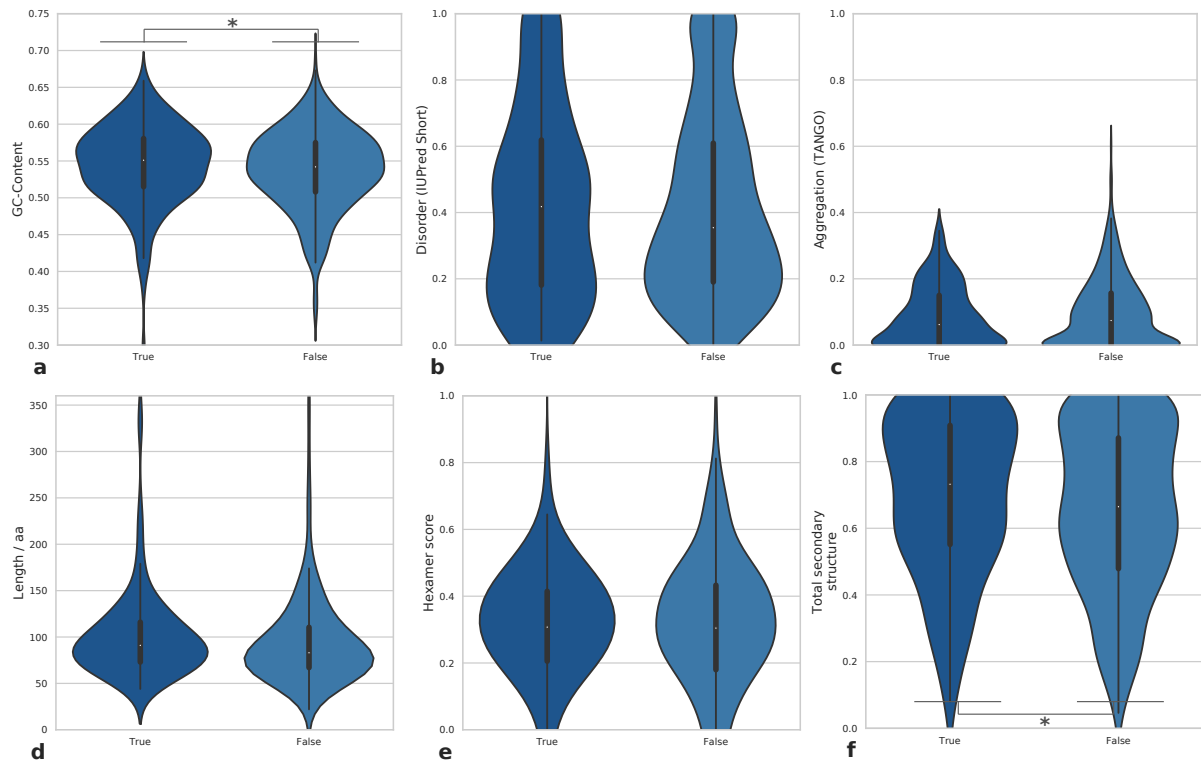 0.75
0.70
0.65
0.60
0.55
0.50
0.45
0.40
0.35
0.30
GC-Content
*
True
False
a
1.0
0.8
0.6
0.4
0.2
0.0
Disorder (IUPred Short)
True
False
b
1.0
0.8
0.6
0.4
0.2
0.0
Aggregation (TANGO)
True
False
c
350
300
250
200
150
100
50
0
Length / aa
True
False
d
1.0
0.8
0.6
0.4
0.2
0.0
Hexamer score
True
False
e
1.0
0.8
0.6
0.4
0.2
0.0
Total secondary
structure
*
True
False
f